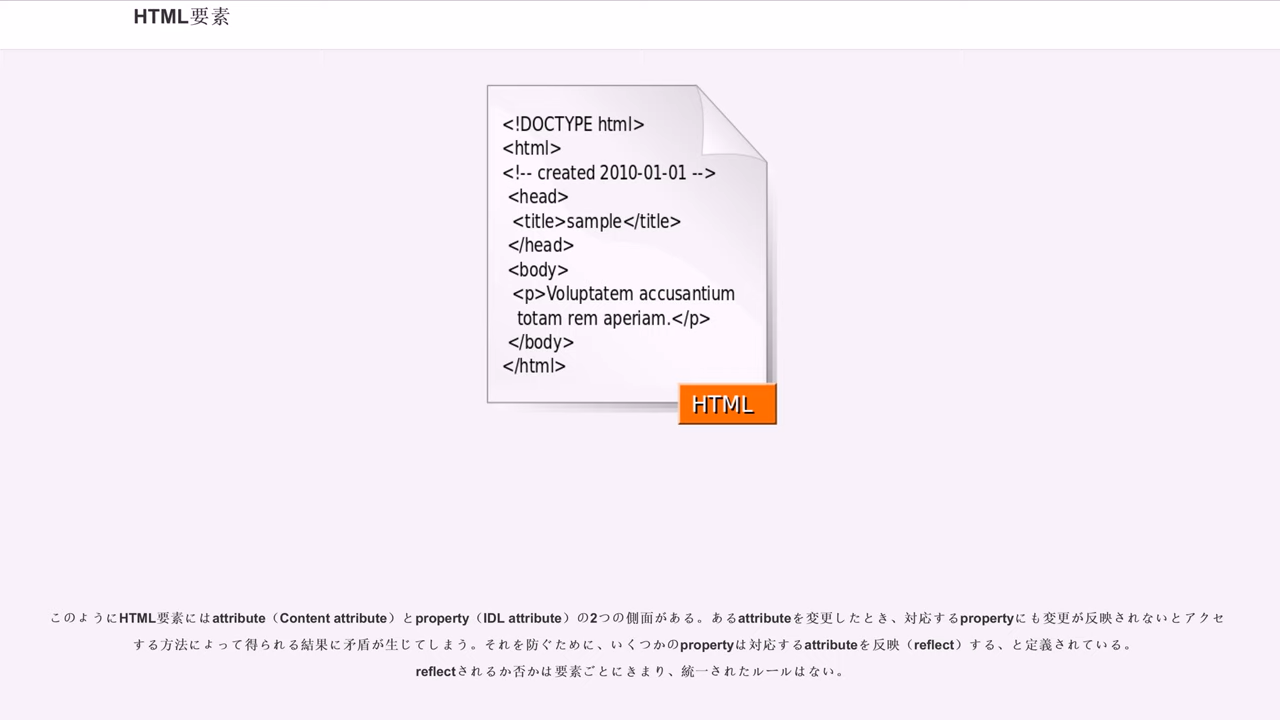 HTML要素
<!DOCTYPE html>
<html>
<!-- created 2010-01-01 -->
<head>
<title>sample</title>
</head>
<body>
<p>Voluptatem accusantium
totam rem aperiam.</p>
</body>
</html>
HTML
このようにHTML要素にはattribute（Content attribute）とproperty（IDL attribute）の2つの側面がある。あるattributeを変更したとき、対応するpropertyにも変更が反映されないとアクセ
する方法によって得られる結果に矛盾が生じてしまう。それを防ぐために、いくつかのpropertyは対応するattributeを反映（reflect）する、と定義されている。
reflectされるか否かは要素ごとにきまり、統一されたルールはない。